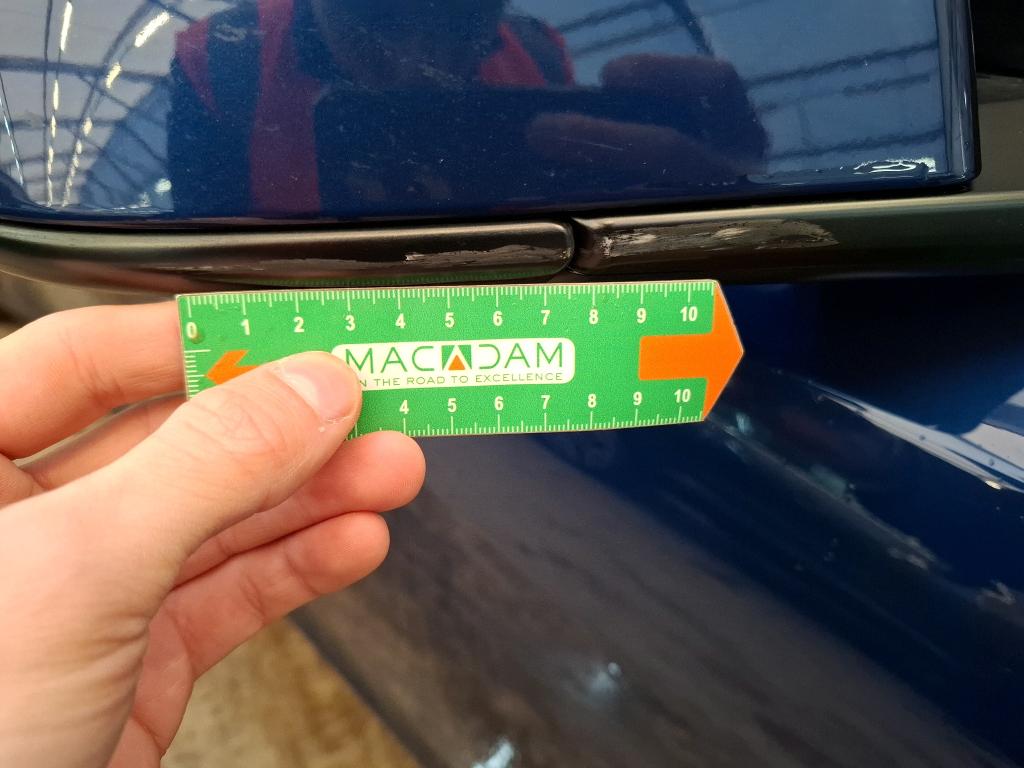 0 1 2 3 4 5 6 7 8 9 10
MACADAM
N THE ROAD TO EXCELLENCE
4 5 6 7 8 9 10